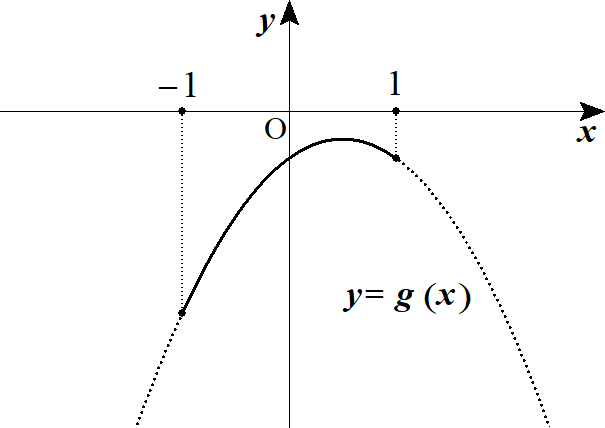 y
−1
1
O
x
y= g (x)